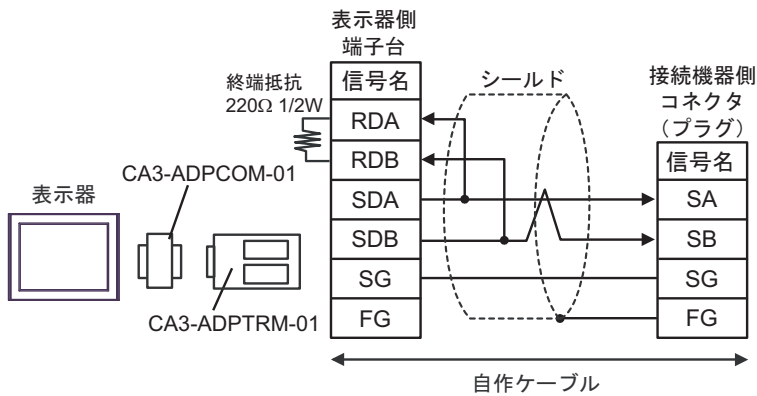 表示器側
端子台
終端抵抗
220Ω 1/2W
信号名
RDA
RDB
SDA
SDB
SG
FG
シールド
接続機器側
コネクタ
（プラグ）
信号名
SA
SB
SG
FG
表示器
CA3-ADPCOM-01
CA3-ADPTRM-01
自作ケーブル